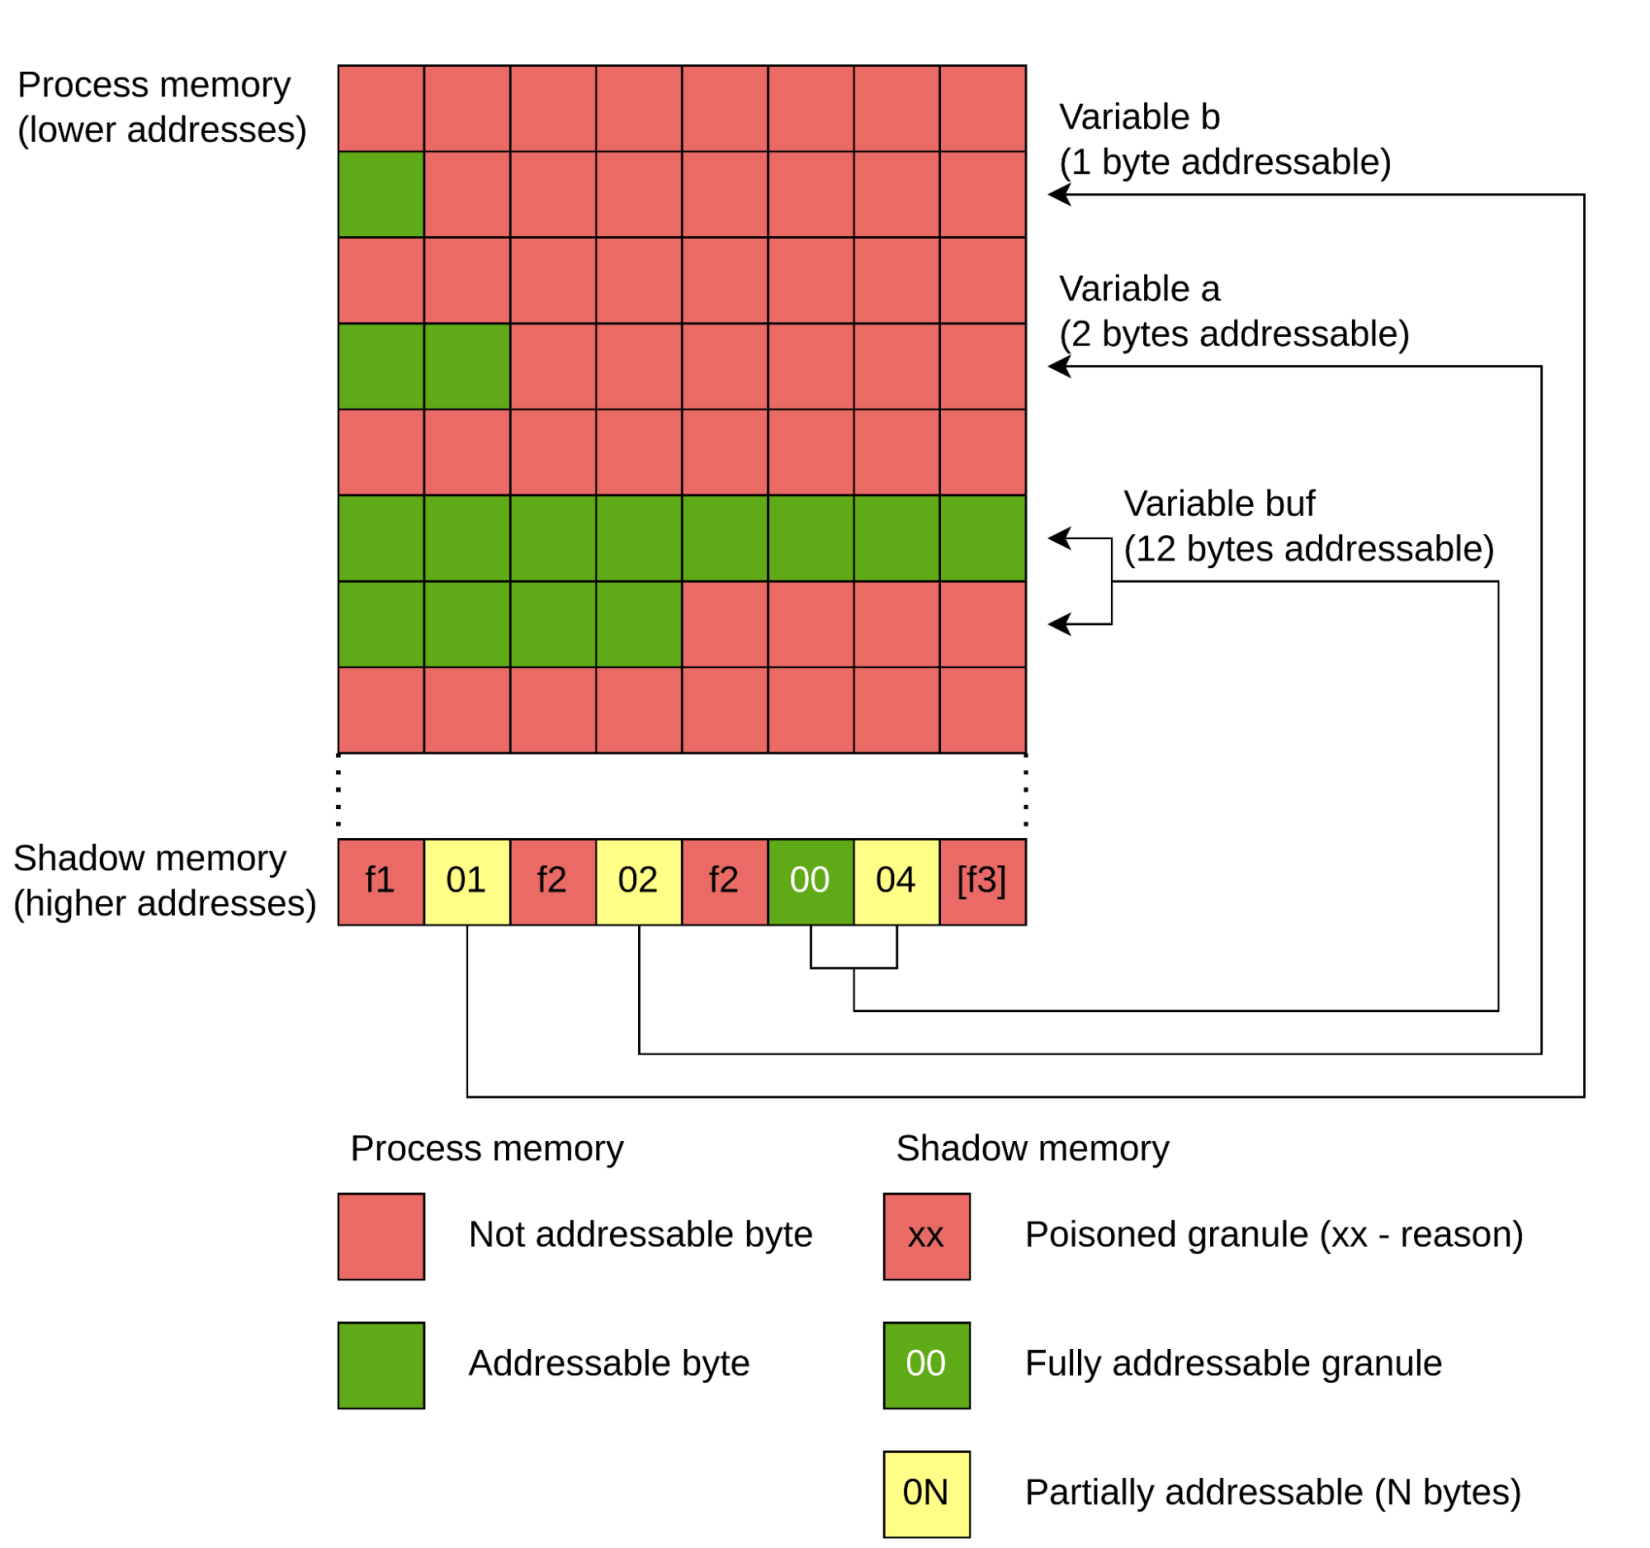 Process memory
(lower addresses)
Variable b
(1 byte addressable)
Variable a
(2 bytes addressable)
Variable buf
(12 bytes addressable)
Shadow memory
(higher addresses)
f1 01 f2 02 f2 00 04 [f3]
Process memory
Not addressable byte
Addressable byte
Shadow memory
xx Poisoned granule (xx - reason)
00 Fully addressable granule
0N Partially addressable (N bytes)